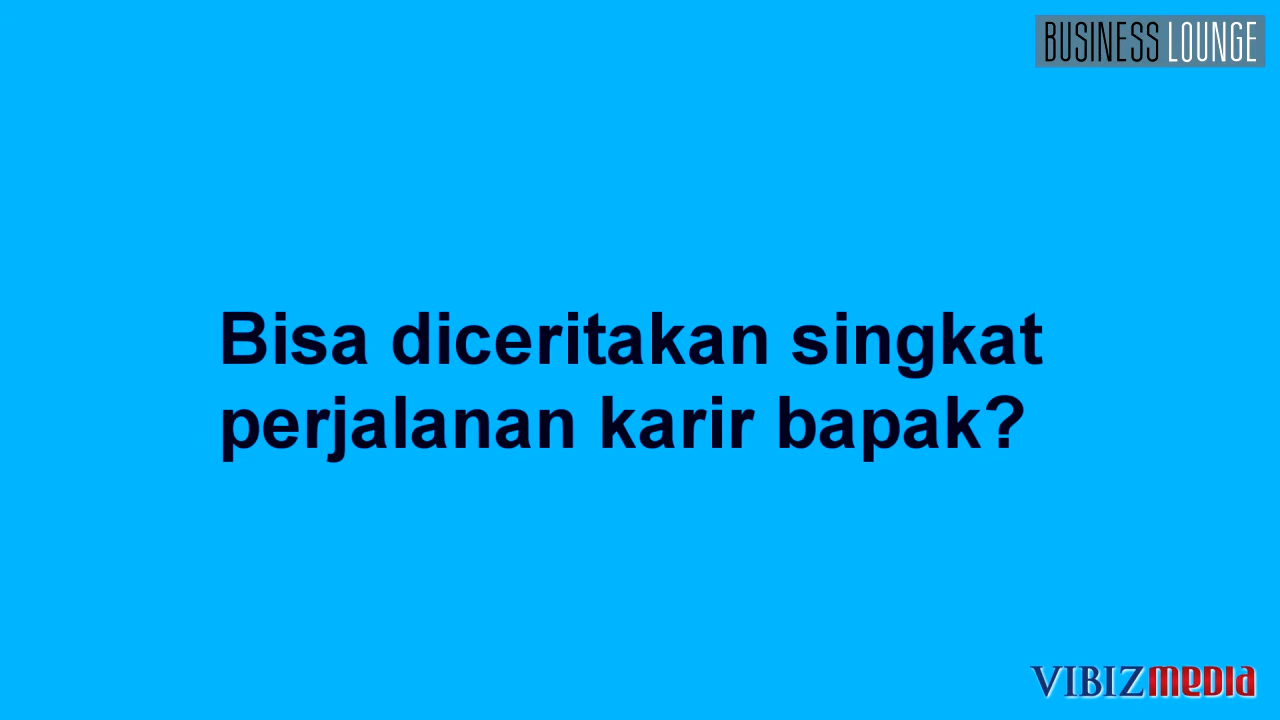 BUSINESS LOUNGE
Bisa diceritakan singkat
perjalanan karir bapak?
VIBIZMEDIA